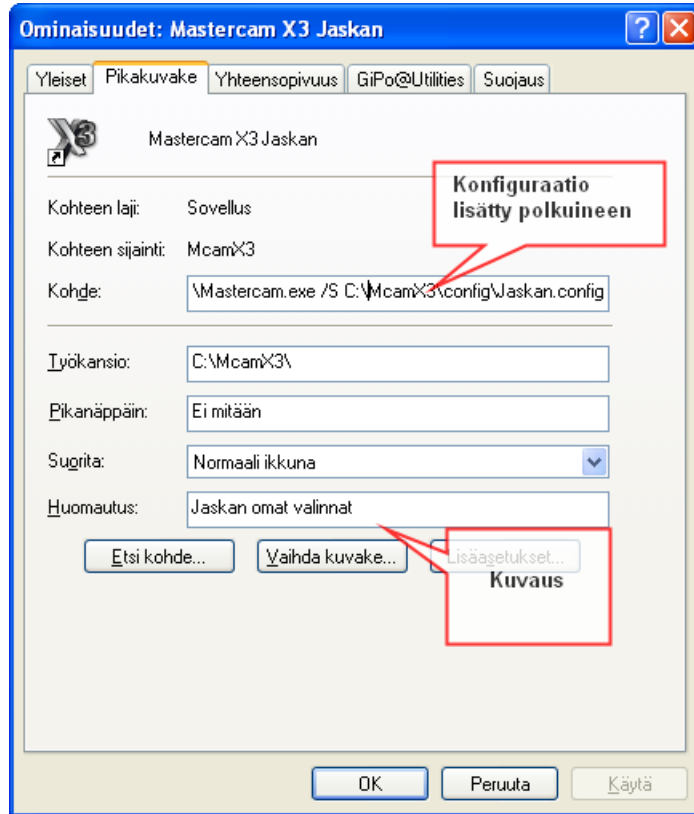 Ominaisuudet: Mastercam X3 Jaskan
Yleiset Pikakuvake Yhteensopivuus GiPo@Utilities Suojaus
X3 Mastercam X3 Jaskan
Konfiguraatio
lisätty polkuineen
Kohteen laji: Sovellus
Kohteen sijainti: McamX3
Kohde: \Mastercam.exe /S C:\McamX3\config\Jaskan.config
Työkansio: C:\McamX3\
Pikanäppäin: Ei mitään
Suorita: Normaali ikkuna
Huomautus: Jaskan omat valinnat
Etsi kohde... Vaihda kuvake... Lisäasetukset...
Kuvaus
OK Peruuta Käytä